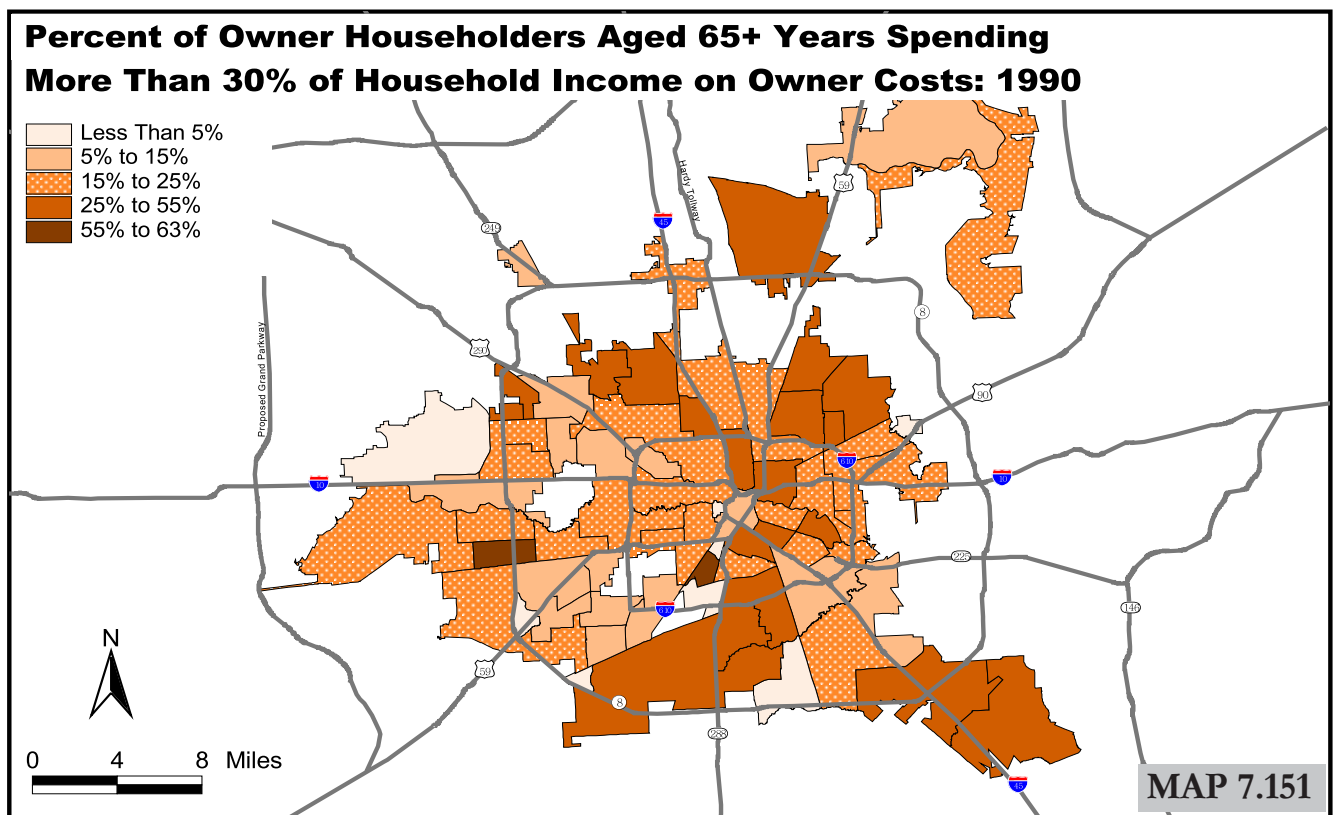 Percent of Owner Householders Aged 65+ Years Spending
More Than 30% of Household Income on Owner Costs: 1990
Less Than 5%
5% to 15%
15% to 25%
25% to 55%
55% to 63%
59
Hardy Tollway
45
249
8
290
Proposed Grand Parkway
90
610
10
10
225
146
610
N
59
8
288
0 4 8 Miles
45
MAP 7.151